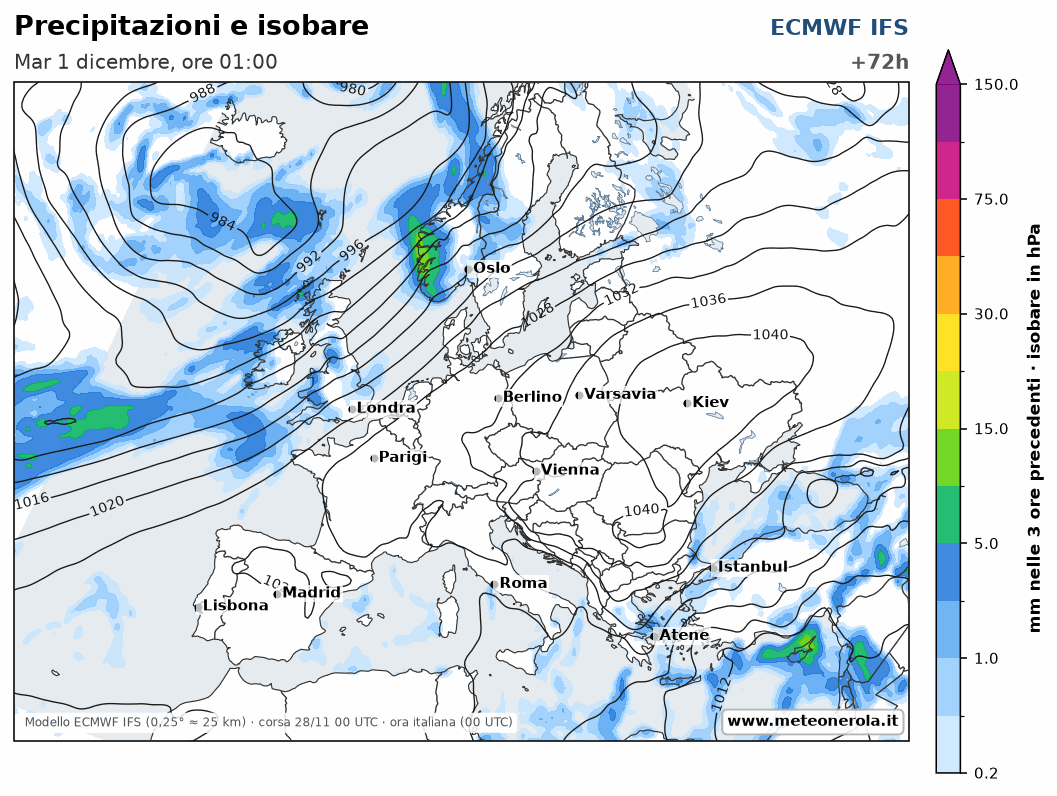 Precipitazioni e isobare
ECMWF IFS
Mar 1 dicembre, ore 01:00
+72h
988
980
984
992
996
Oslo
1028
1032
1036
1040
Londra
Berlino
Varsavia
Kiev
Parigi
Vienna
1016
1020
1040
Istanbul
Roma
Madrid
Lisbona
Atene
1012
Modello ECMWF IFS (0,25° ≈ 25 km) · corsa 28/11 00 UTC · ora italiana (00 UTC)
www.meteonerola.it
150.0
75.0
30.0
15.0
5.0
1.0
0.2
mm nelle 3 ore precedenti · isobare in hPa